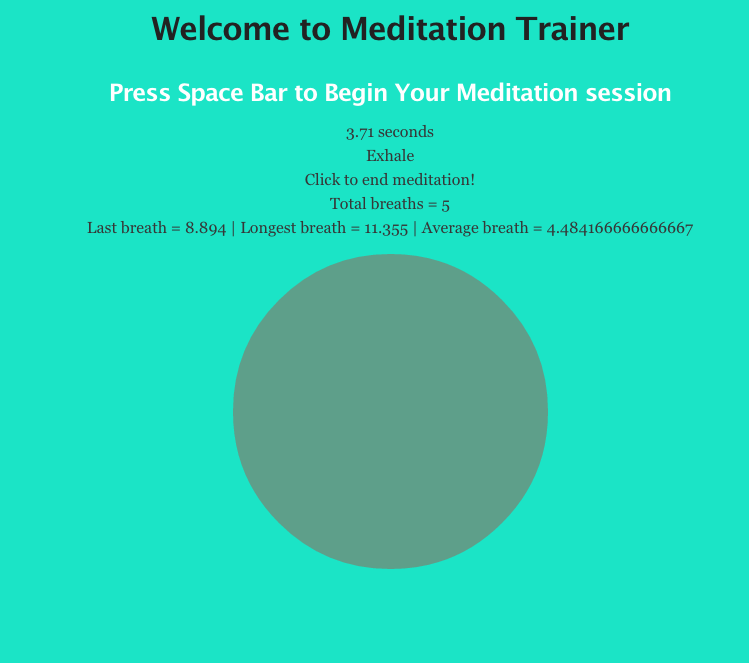 Welcome to Meditation Trainer
Press Space Bar to Begin Your Meditation session
3.71 seconds
Exhale
Click to end meditation!
Total breaths = 5
Last breath = 8.894 | Longest breath = 11.355 | Average breath = 4.484166666666667